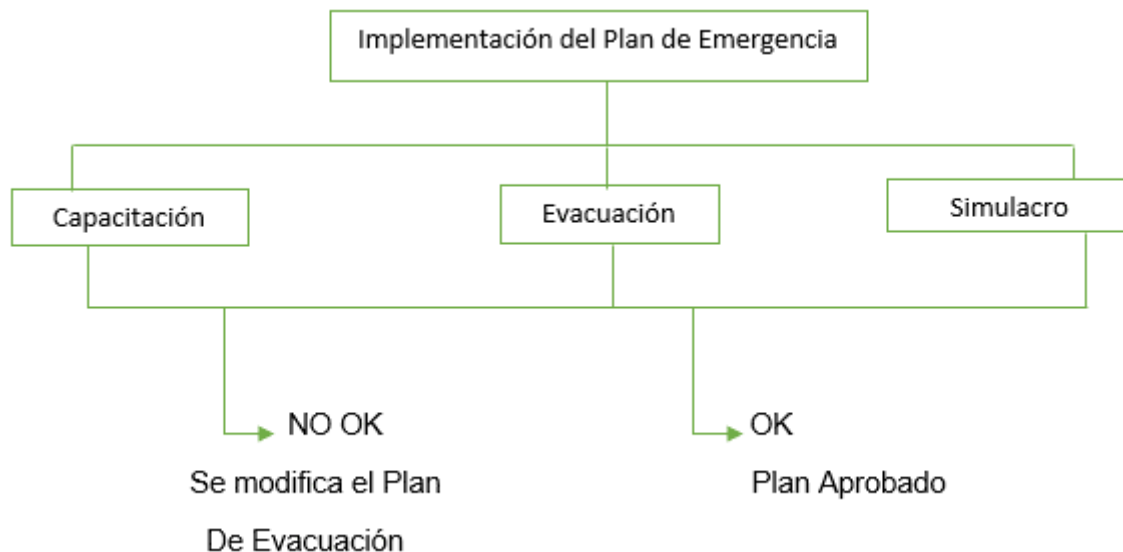 Implementación del Plan de Emergencia
Capacitación
Evacuación
Simulacro
NO OK
Se modifica el Plan
De Evacuación
OK
Plan Aprobado